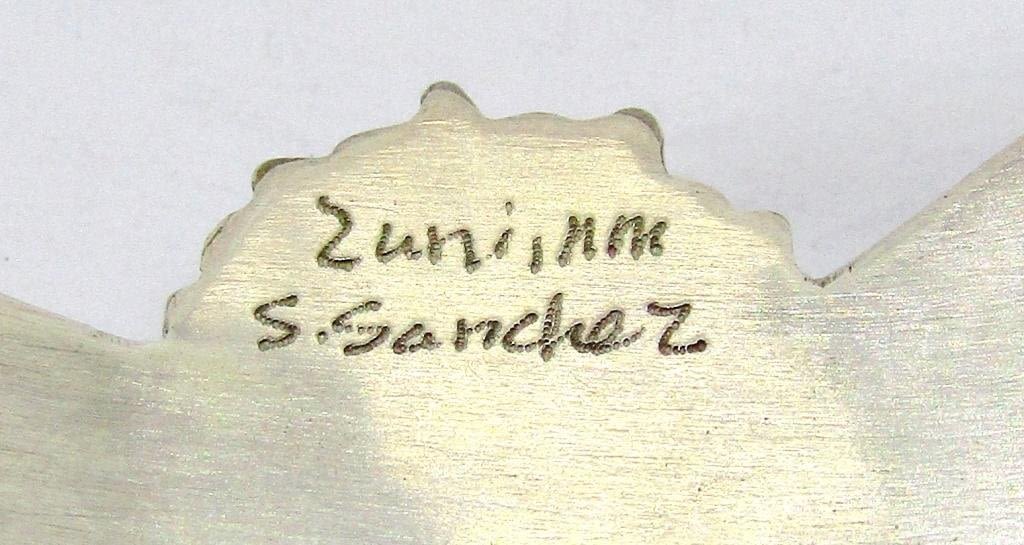 Zuni, NM
S. Sanchez